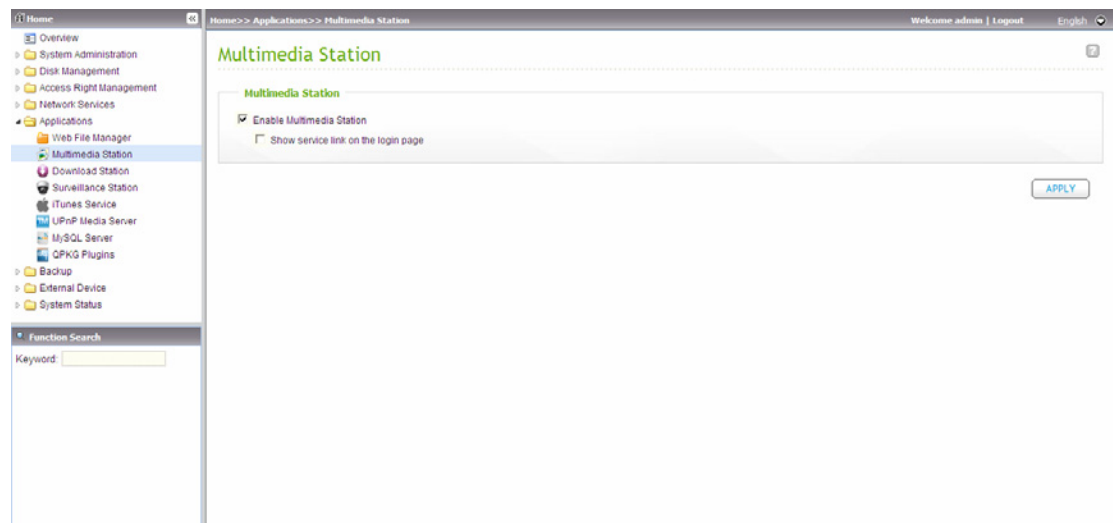 Home
Home>> Applications>> Multimedia Station
Welcome admin | Logout
English
Overview
System Administration
Disk Management
Access Right Management
Network Services
Applications
Web File Manager
Multimedia Station
Download Station
Surveillance Station
iTunes Service
UPnP Media Server
MySQL Server
QPKG Plugins
Backup
External Device
System Status
Function Search
Keyword:
Multimedia Station
Multimedia Station
Enable Multimedia Station
Show service link on the login page
APPLY